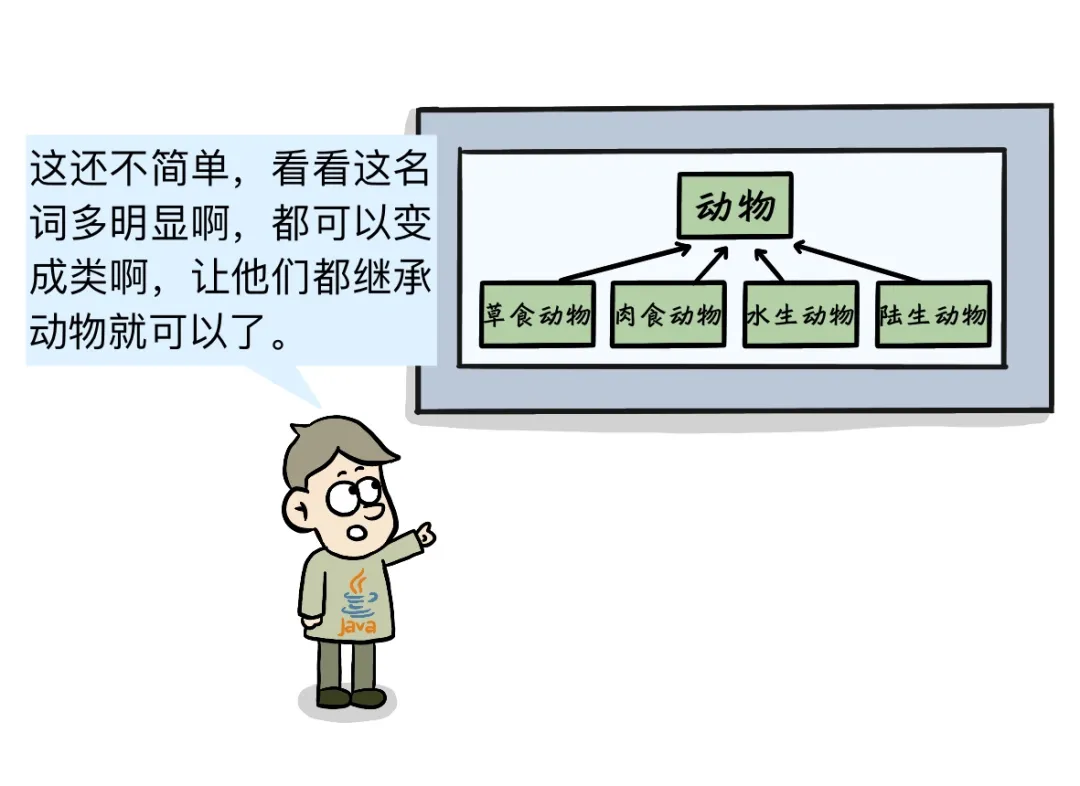 这还不简单，看看这名
词多明显啊，都可以变
成类啊，让他们都继承
动物就可以了。
动物
草食动物
肉食动物
水生动物
陆生动物
java